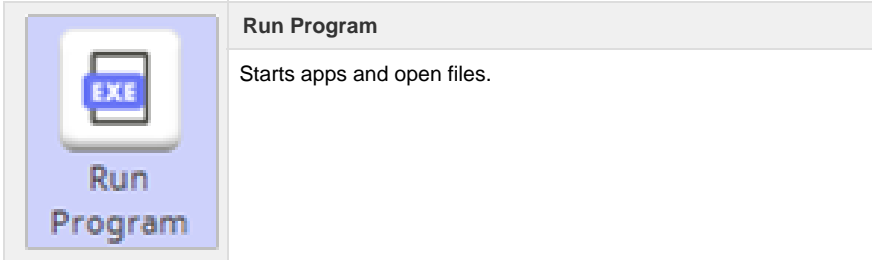 Run Program
Starts apps and open files.
EXE
Run
Program